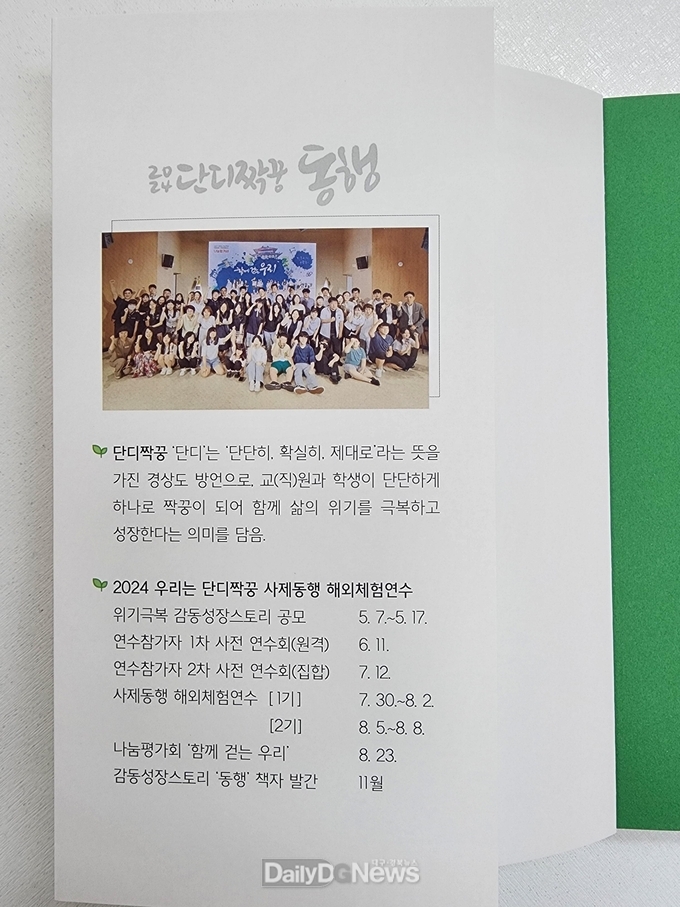 단디짝꿍 동행
우리
단디짝꿍 '단디'는 '단단히, 확실히, 제대로'라는 뜻을
가진 경상도 방언으로, 교(직)원과 학생이 단단하게
하나로 짝꿍이 되어 함께 삶의 위기를 극복하고
성장한다는 의미를 담음.
2024 우리는 단디짝꿍 사제동행 해외체험연수
위기극복 감동성장스토리 공모 5. 7.~5. 17.
연수참가자 1차 사전 연수회(원격) 6. 11.
연수참가자 2차 사전 연수회(집합) 7. 12.
사제동행 해외체험연수 [1기] 7. 30.~8. 2.
[2기] 8. 5.~8. 8.
나눔평가회 '함께 걷는 우리' 8. 23.
감동성장스토리 '동행' 책자 발간 11월
대구·경북뉴스
DailyDGNews